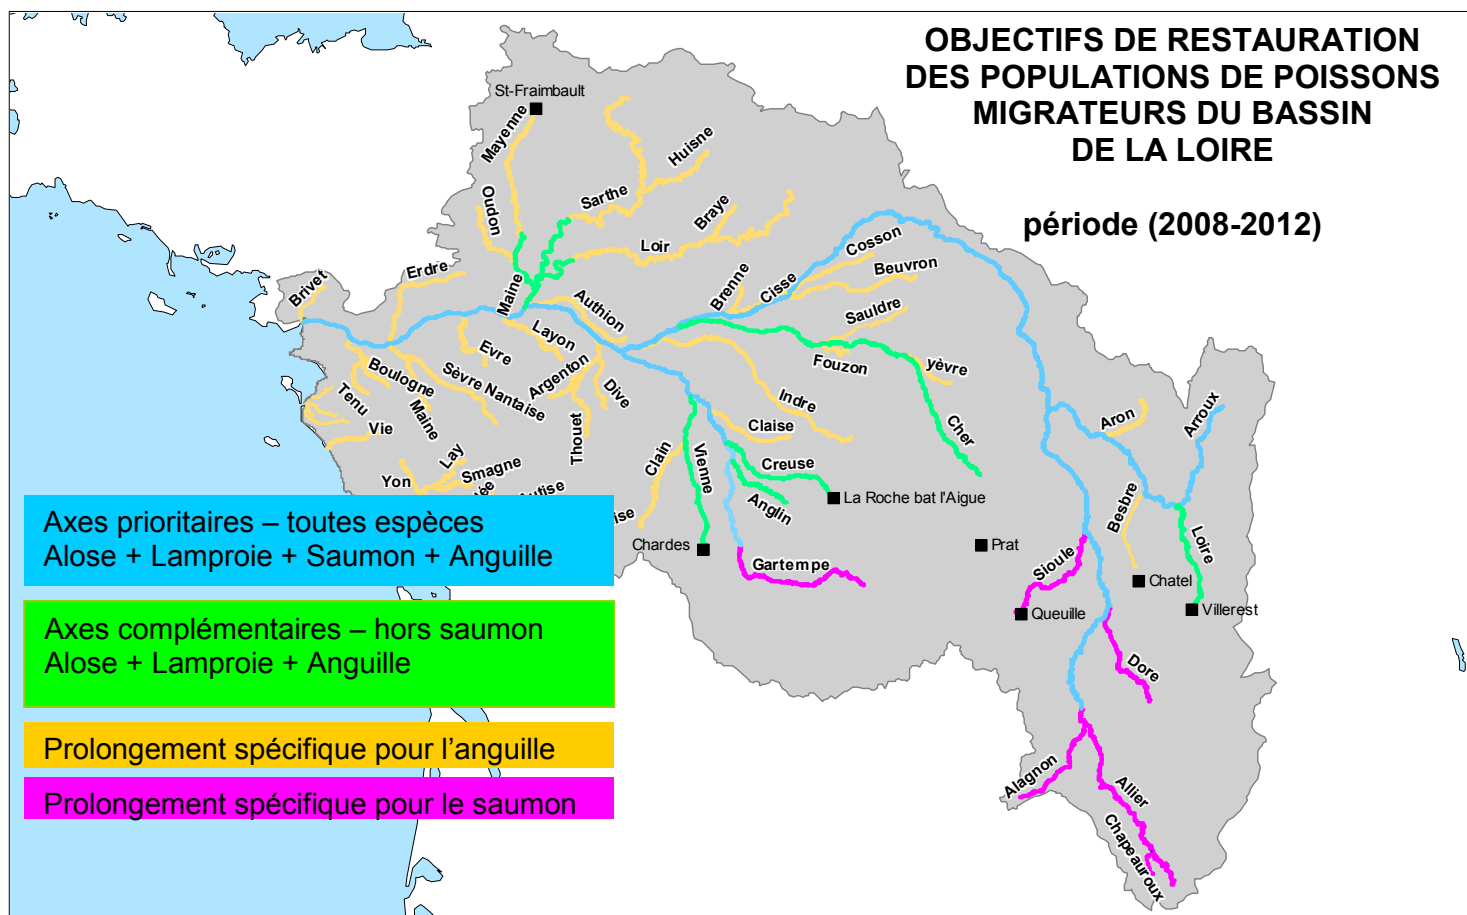 OBJECTIFS DE RESTAURATION
DES POPULATIONS DE POISSONS
MIGRATEURS DU BASSIN
DE LA LOIRE
période (2008-2012)
St-Fraimbault
Mayenne
Huisne
Oudon
Sarthe
Braye
Loir
Cosson
Erdre
Beuvron
Brivet
Maine
Brenne
Cisse
Authion
Sauldre
Layon
Evre
Fouzon
yèvre
Boulogne
Sèvre Nantaise
Argenton
Dive
Indre
Tenu
Maine
Vie
Thouet
Claise
Cher
Aron
Arroux
Lay
Clain
Vienne
Creuse
Yon
Smagne
La Roche bat l'Aigue
Anglin
Besbre
Loire
Chardes
Prat
Gartempe
Sioule
Chatel
Queuille
Villerest
Dore
Alagnon
Allier
Chapeauroux
Axes prioritaires – toutes espèces
Alose + Lamproie + Saumon + Anguille
Axes complémentaires – hors saumon
Alose + Lamproie + Anguille
Prolongement spécifique pour l'anguille
Prolongement spécifique pour le saumon